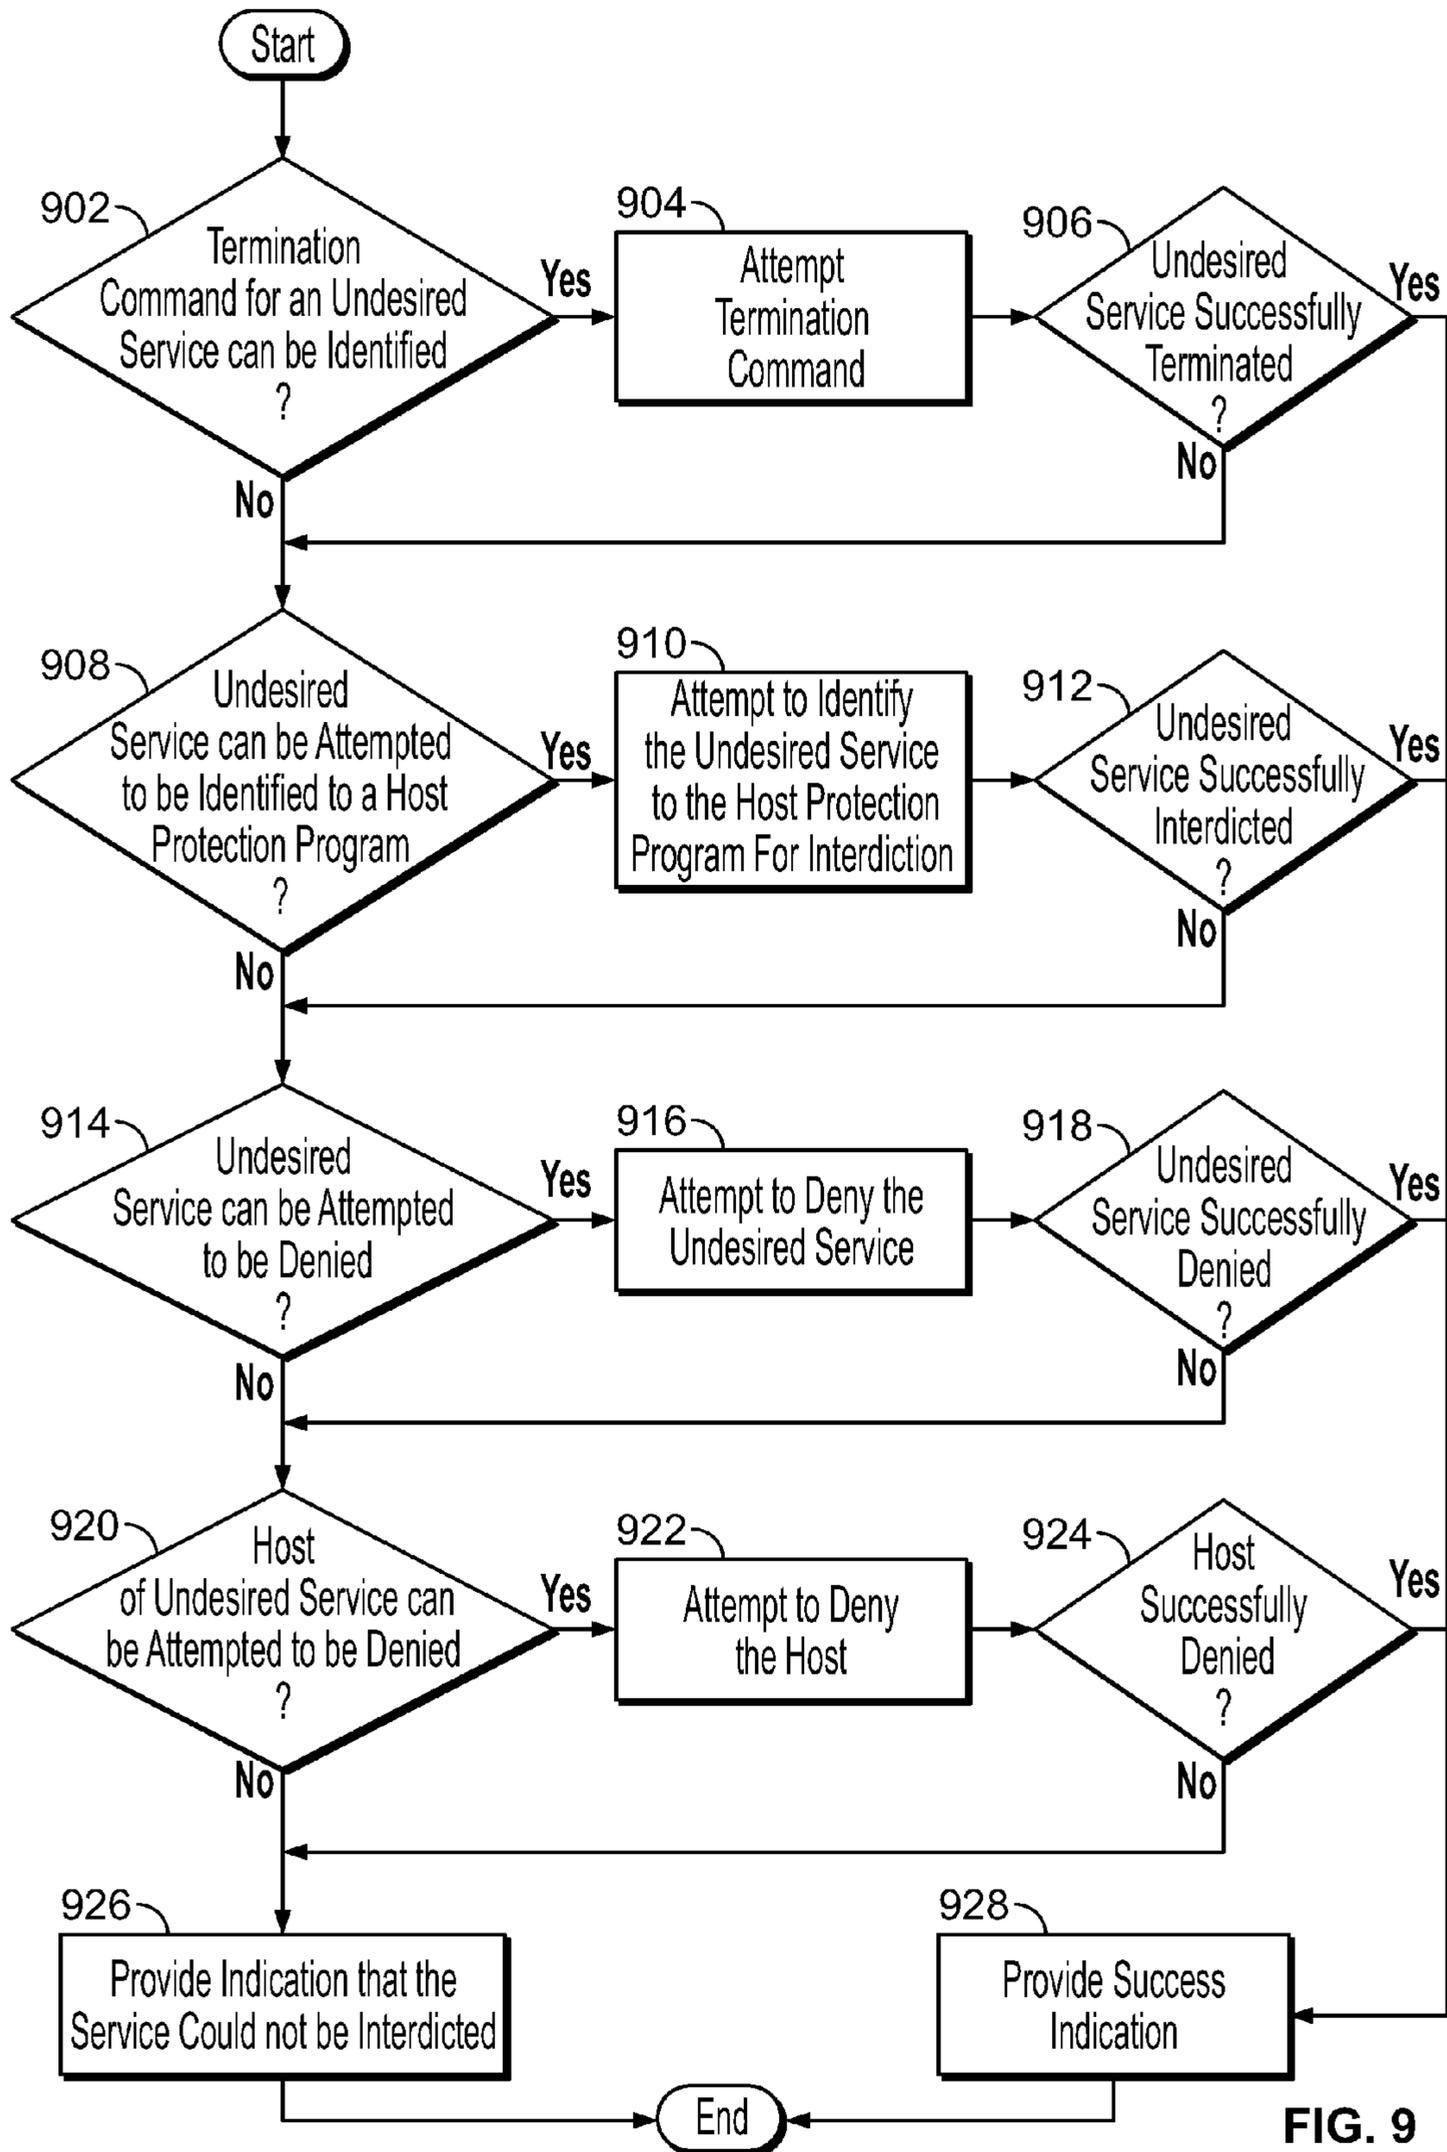 Start
902
Termination
Command for an Undesired
Service can be Identified
?
Yes
No
904
Attempt
Termination
Command
906
Undesired
Service Successfully
Terminated
?
Yes
No
908
Undesired
Service can be Attempted
to be Identified to a Host
Protection Program
?
Yes
No
910
Attempt to Identify
the Undesired Service
to the Host Protection
Program For Interdiction
912
Undesired
Service Successfully
Interdicted
?
Yes
No
914
Undesired
Service can be Attempted
to be Denied
?
Yes
No
916
Attempt to Deny the
Undesired Service
918
Undesired
Service Successfully
Denied
?
Yes
No
920
Host
of Undesired Service can
be Attempted to be Denied
?
Yes
No
922
Attempt to Deny
the Host
924
Host
Successfully
Denied
?
Yes
No
926
Provide Indication that the
Service Could not be Interdicted
928
Provide Success
Indication
End
FIG. 9